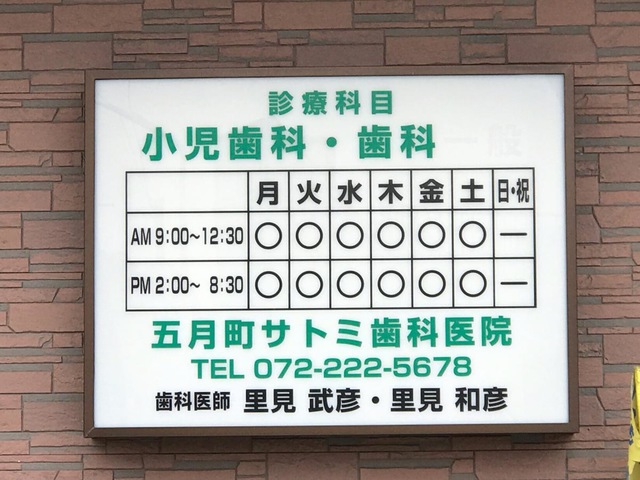 診療科目
小児歯科・歯科
月 火 水 木 金 土 日・祝
AM 9:00〜12:30 ○ ○ ○ ○ ○ ○ ー
PM 2:00〜 8:30 ○ ○ ○ ○ ○ ○ ー
五月町サトミ歯科医院
TEL 072-222-5678
歯科医師 里見 武彦・里見 和彦